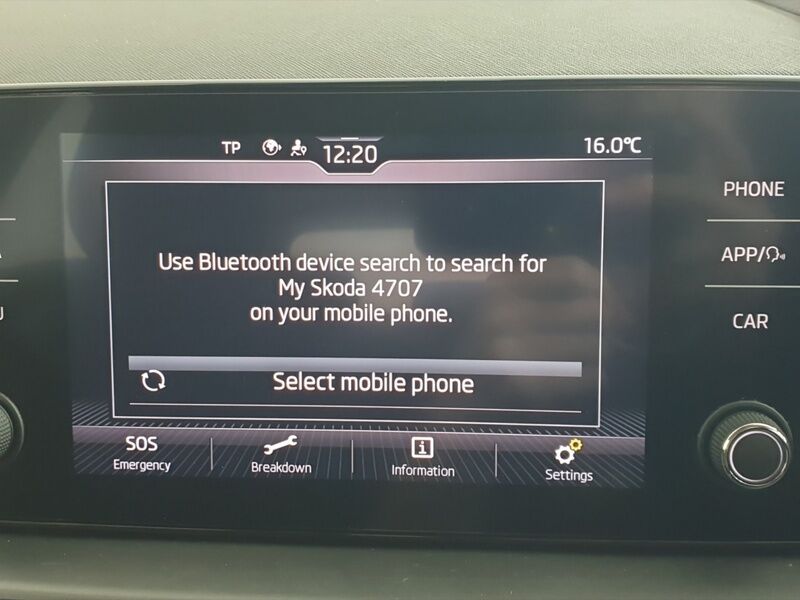 TP 12:20 16.0°C
PHONE
APP/
CAR
Use Bluetooth device search to search for
My Skoda 4707
on your mobile phone.
Select mobile phone
SOS
Emergency
Breakdown
i
Information
Settings